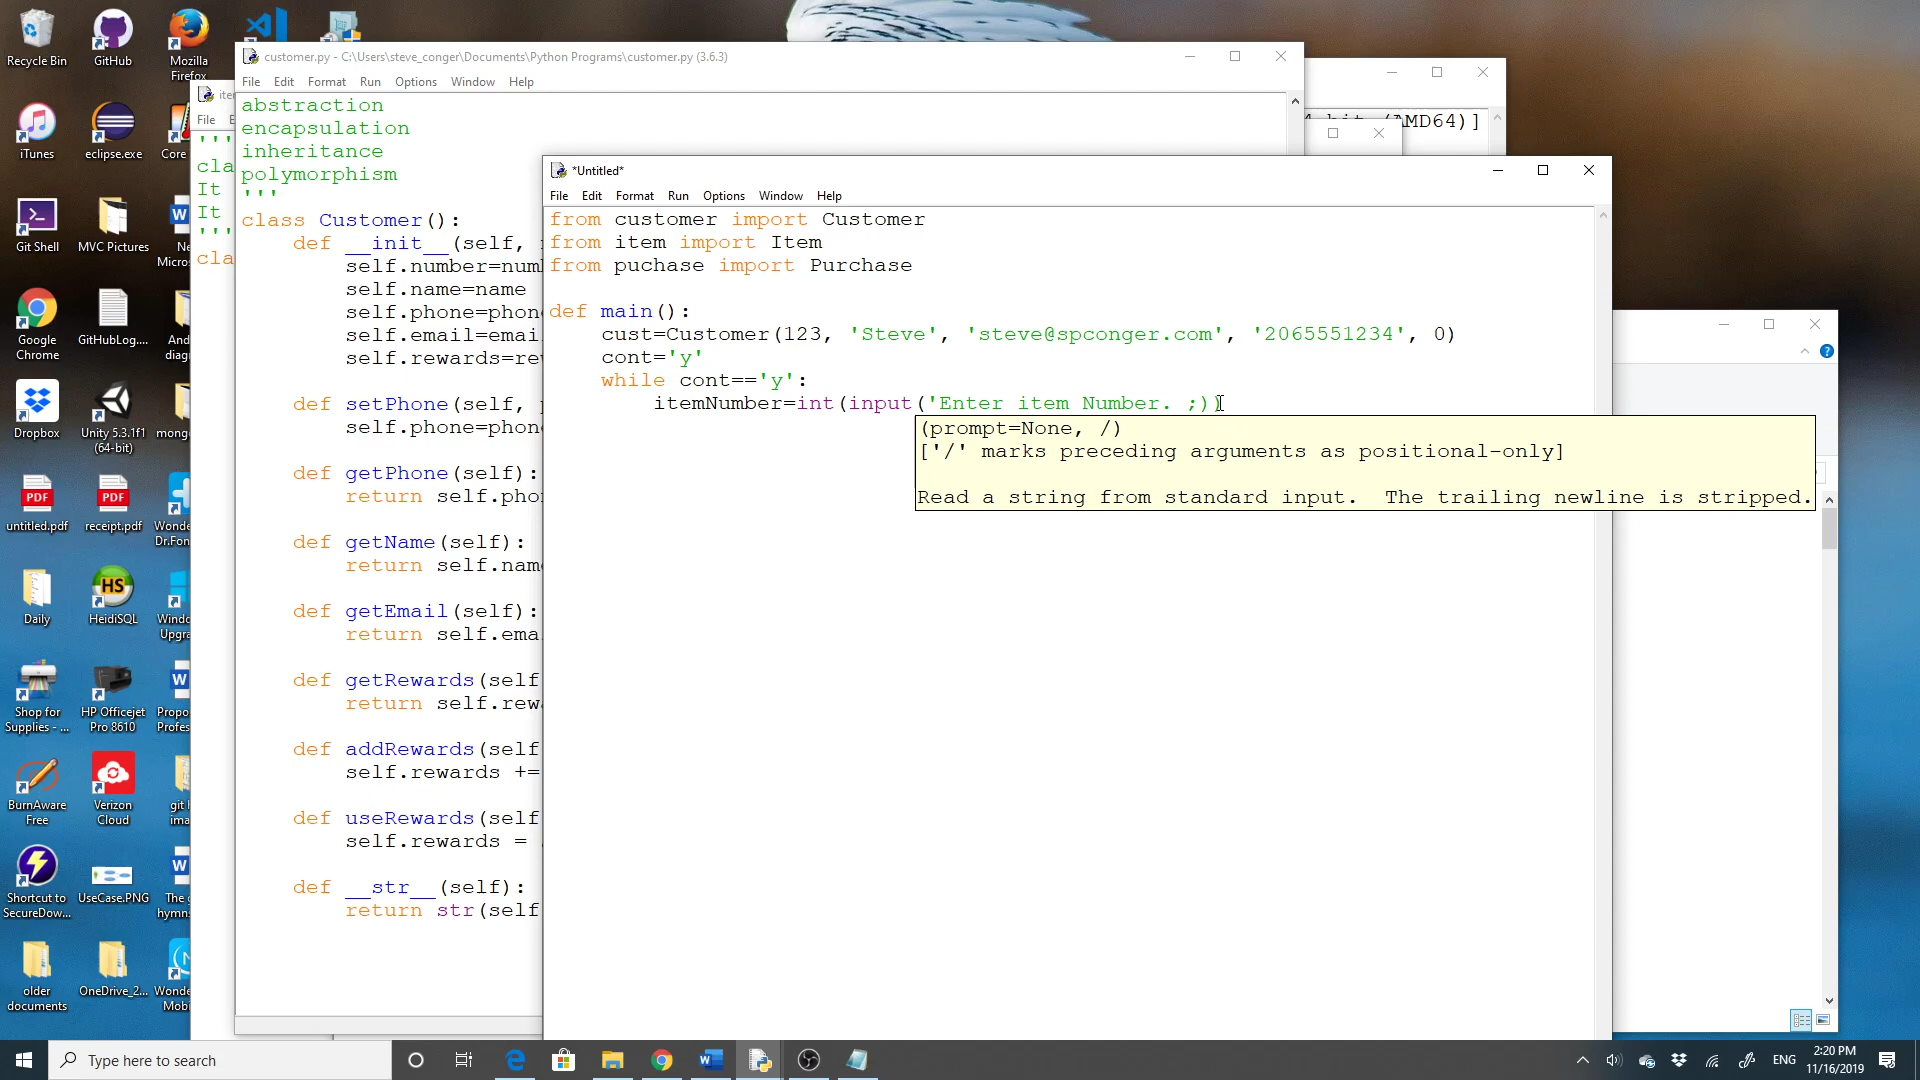 Recycle Bin
GitHub
Mozilla
Firefox
iTunes
eclipse.exe
Core
Git Shell
MVC Pictures
Google
Chrome
GitHubLog....
Dropbox
Unity 5.3.1f1
(64-bit)
PDF
untitled.pdf
PDF
receipt.pdf
Daily
HS
HeidiSQL
Shop for
Supplies - ...
HP Officejet
Pro 8610
BurnAware
Free
Verizon
Cloud
Shortcut to
SecureDow...
UseCase.PNG
older
documents
OneDrive_2...
File
'''
cla
It
It
'''
cla
customer.py - C:\Users\steve_conger\Documents\Python Programs\customer.py (3.6.3)
File Edit Format Run Options Window Help
abstraction
encapsulation
inheritance
polymorphism
'''
class Customer():
def __init__(self,
self.number=num
self.name=name
self.phone=phon
self.email=emai
self.rewards=re
def setPhone(self,
self.phone=phon
def getPhone(self):
return self.pho
def getName(self):
return self.nam
def getEmail(self):
return self.ema
def getRewards(self
return self.rew
def addRewards(self
self.rewards +=
def useRewards(self
self.rewards =
def __str__(self):
return str(self
(AMD64)]
*Untitled*
File Edit Format Run Options Window Help
from customer import Customer
from item import Item
from puchase import Purchase
def main():
cust=Customer(123, 'Steve', 'steve@spconger.com', '2065551234', 0)
cont='y'
while cont=='y':
itemNumber=int(input('Enter item Number. ;))
(prompt=None, /)
['/' marks preceding arguments as positional-only]
Read a string from standard input.  The trailing newline is stripped.
Type here to search
ENG
2:20 PM
11/16/2019